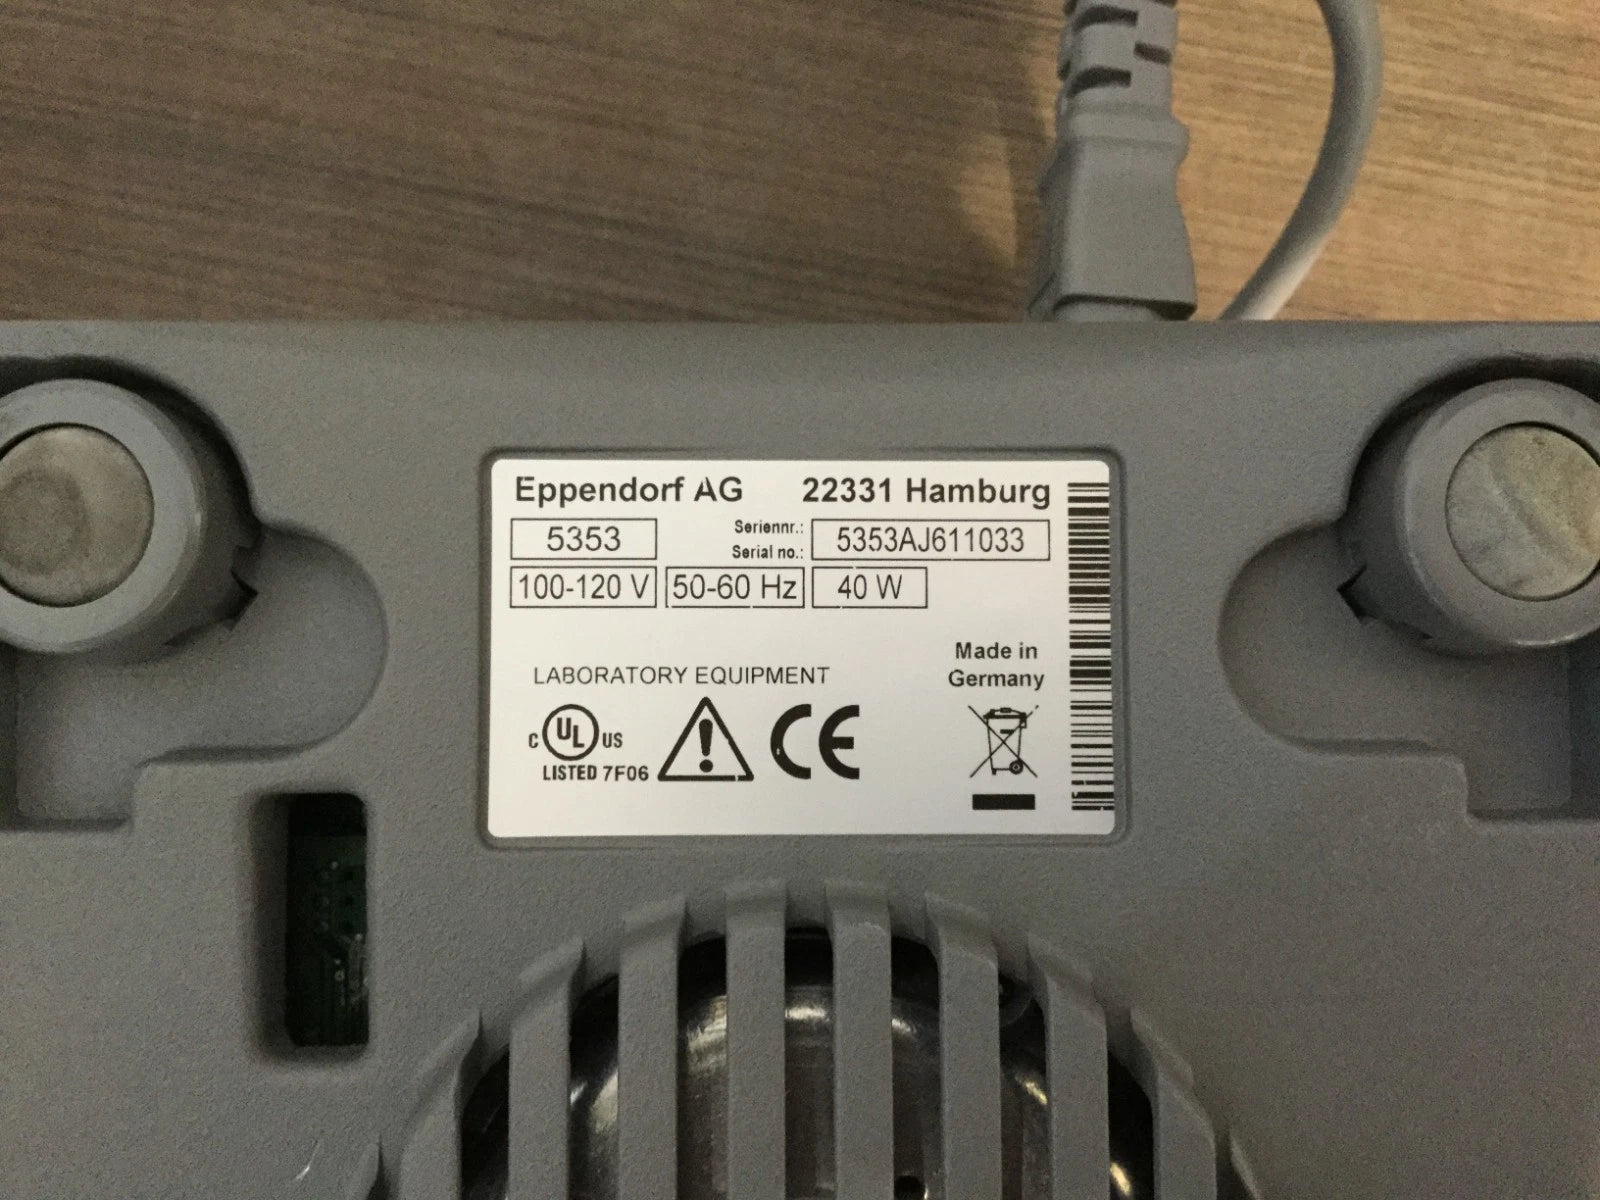 Eppendorf AG 22331 Hamburg
5353 Seriennr.: Serial no.: 5353AJ611033
100-120 V 50-60 Hz 40 W
Made in
Germany
LABORATORY EQUIPMENT
C UL US
LISTED 7F06
CE